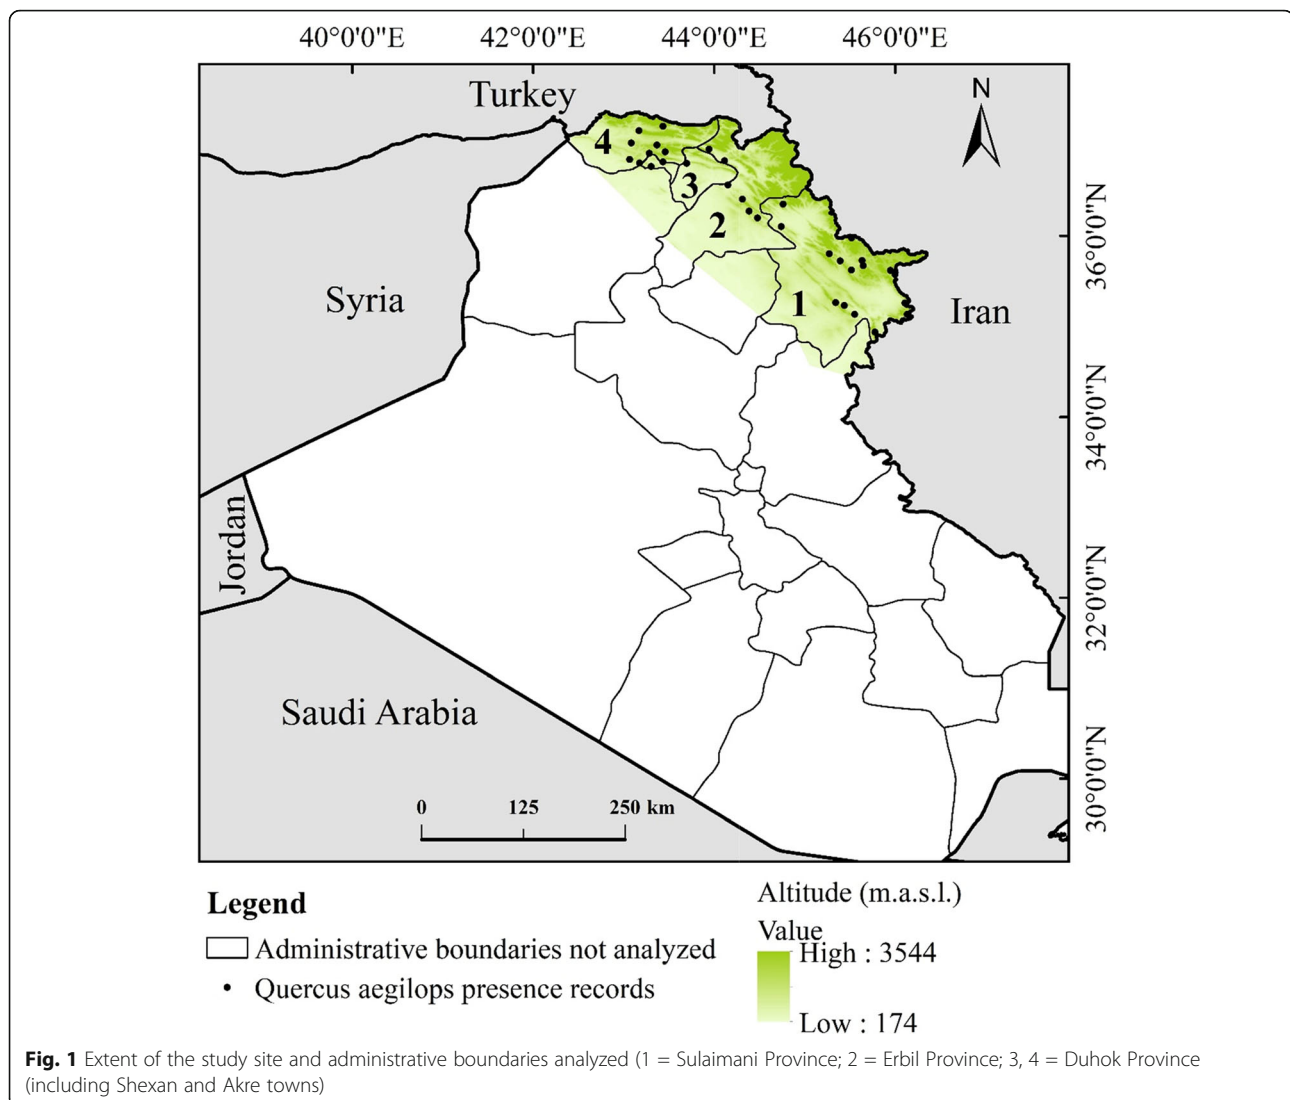 40°0'0"E 42°0'0"E 44°0'0"E 46°0'0"E
Turkey
N
4
3
2
1
36°0'0"N
Syria
Iran
34°0'0"N
Jordan
32°0'0"N
Saudi Arabia
30°0'0"N
0 125 250 km
Legend
Administrative boundaries not analyzed
Quercus aegilops presence records
Altitude (m.a.s.l.)
Value
High : 3544
Low : 174
Fig. 1 Extent of the study site and administrative boundaries analyzed (1 = Sulaimani Province; 2 = Erbil Province; 3, 4 = Duhok Province
(including Shexan and Akre towns)